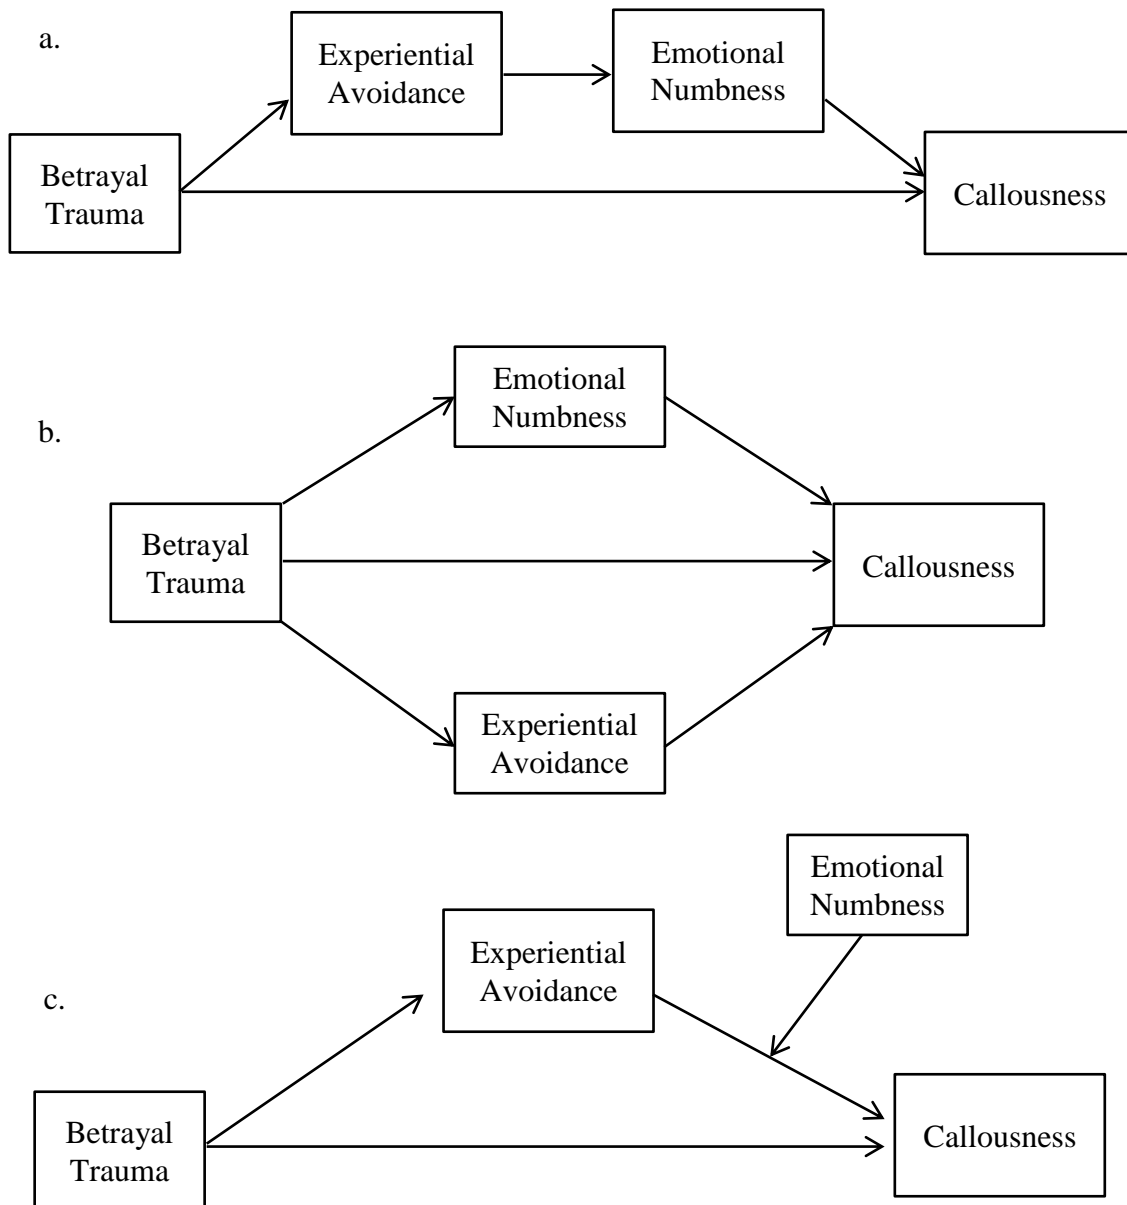 a.
Experiential
Avoidance
Emotional
Numbness
Betrayal
Trauma
Callousness
b.
Emotional
Numbness
Betrayal
Trauma
Callousness
Experiential
Avoidance
c.
Emotional
Numbness
Experiential
Avoidance
Betrayal
Trauma
Callousness